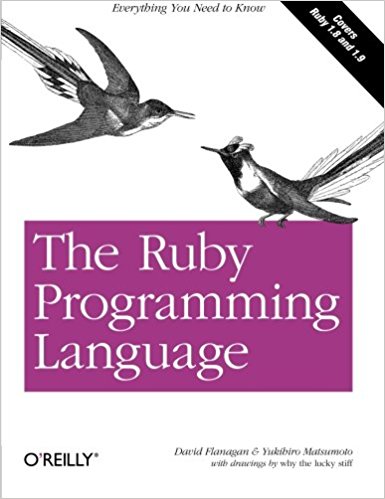 Everything You Need to Know
Covers
Ruby 1.8 and 1.9
The Ruby
Programming
Language
David Flanagan & Yukihiro Matsumoto
with drawings by why the lucky stiff
O'REILLY®